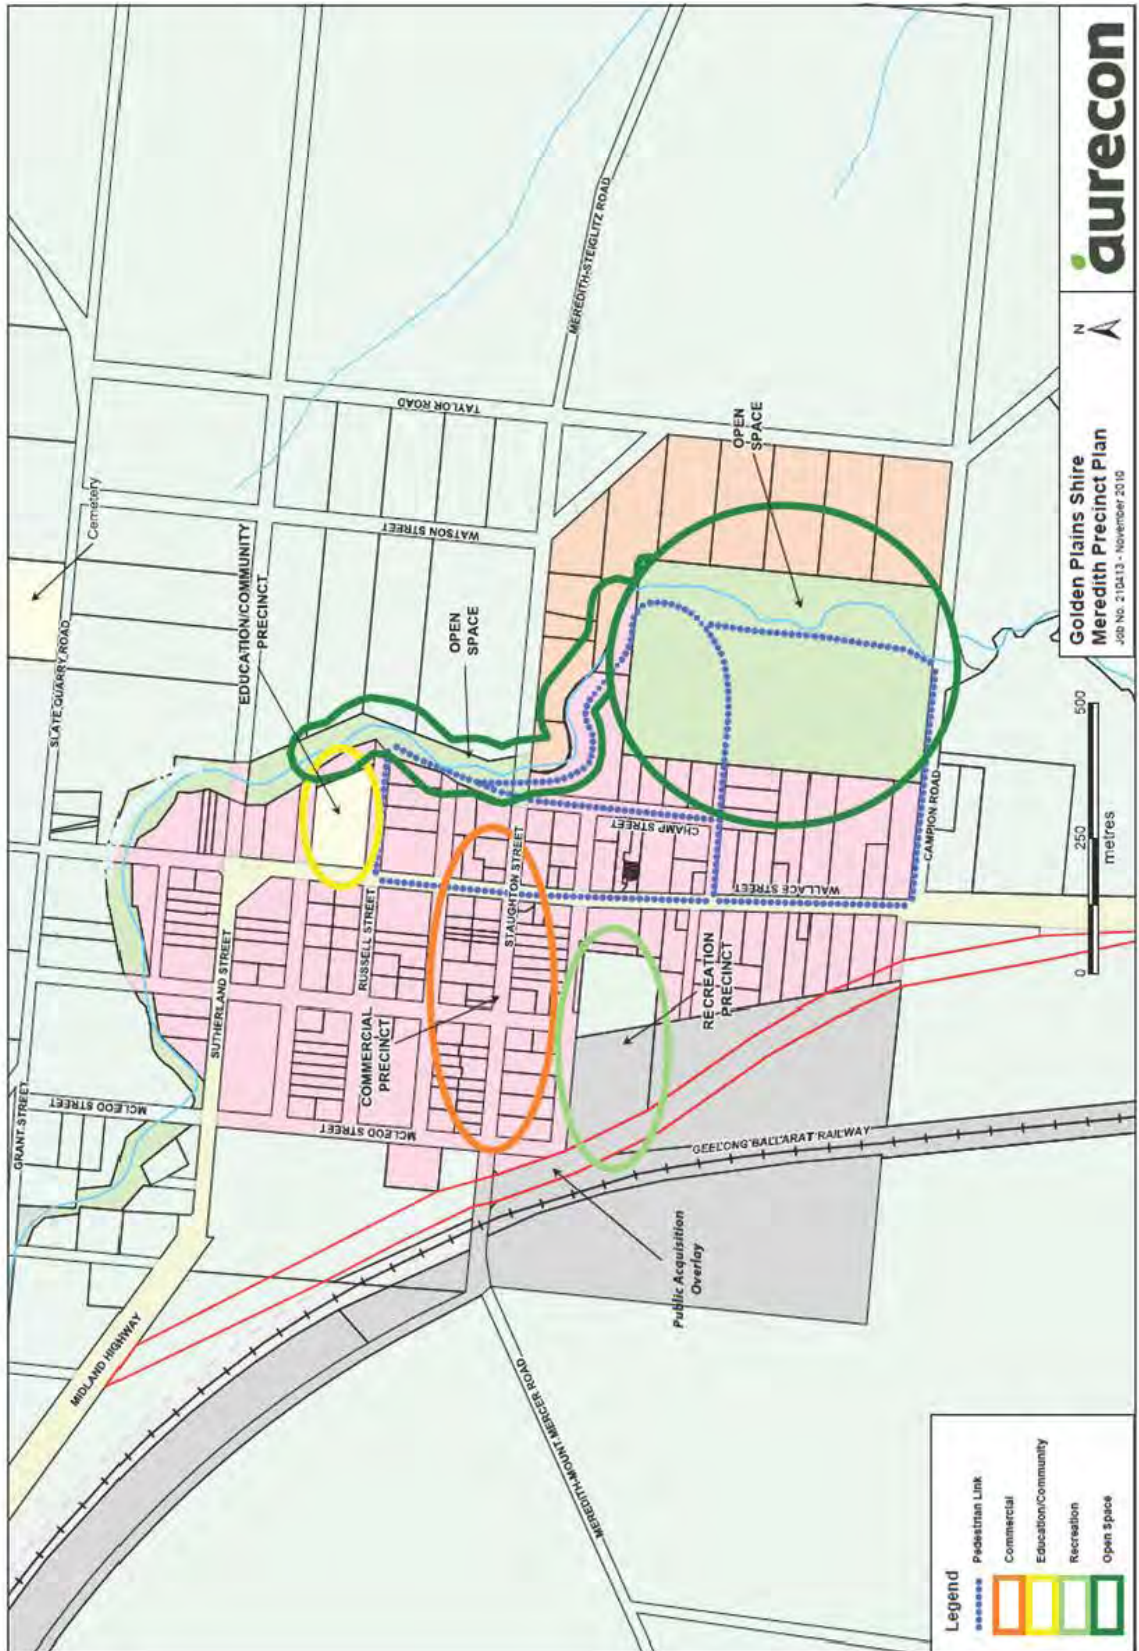 SLATE QUARRY ROAD
Cemetery
GRANT STREET
MCLEOD STREET
MIDLAND HIGHWAY
SUTHERLAND STREET
EDUCATION/COMMUNITY
PRECINCT
WATSON STREET
TAYLOR ROAD
MEREDITH-STEIGLITZ ROAD
OPEN
SPACE
RUSSELL STREET
COMMERCIAL
PRECINCT
MCLEOD STREET
STAUGHTON STREET
CHAMP STREET
WALLACE STREET
RECREATION
PRECINCT
OPEN
SPACE
CAMPION ROAD
GEELONG BALLARAT RAILWAY
Public Acquisition
Overlay
MEREDITH-MOUNT MERCER ROAD
Legend
Pedestrian Link
Commercial
Education/Community
Recreation
Open Space
0 250 500
metres
Golden Plains Shire
Meredith Precinct Plan
Job No. 210413 - November 2010
N
aurecon